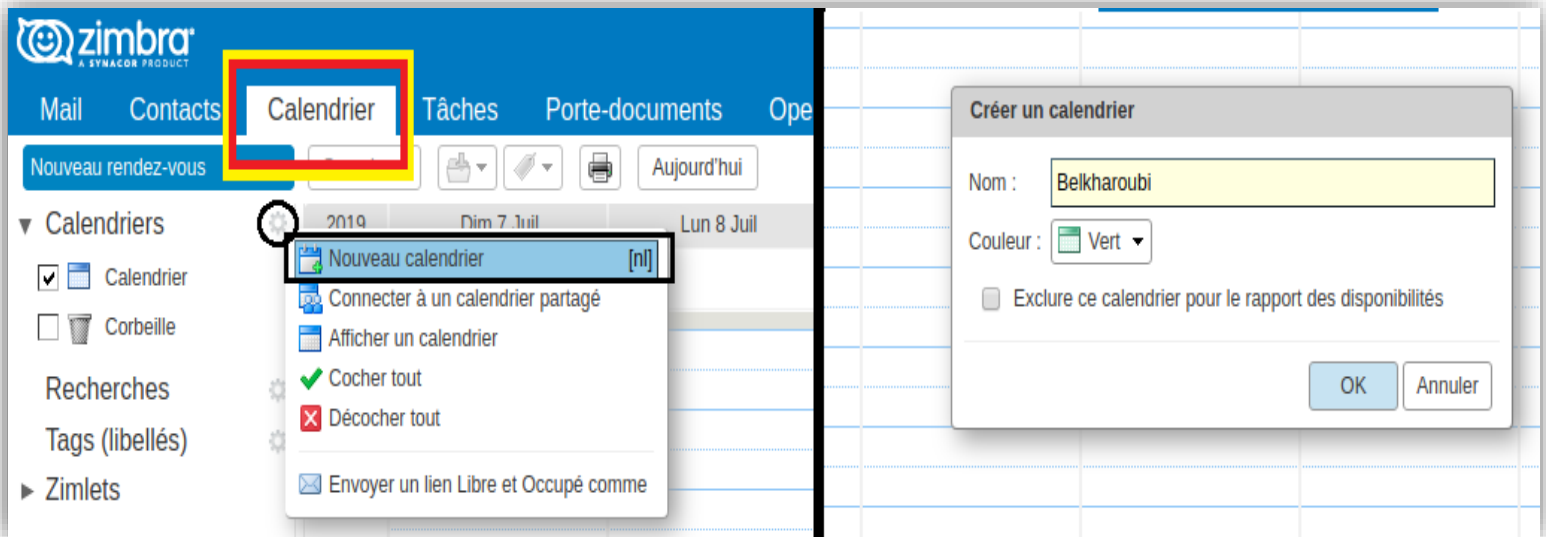 zimbra
A SYNACOR PRODUCT
Mail Contacts Calendrier Tâches Porte-documents Ope
Nouveau rendez-vous Aujourd'hui
Calendriers 2019 Dim 7 Juil Lun 8 Juil
Calendrier
Corbeille
Recherches
Tags (libellés)
Zimlets
Nouveau calendrier [nl]
Connecter à un calendrier partagé
Afficher un calendrier
Cocher tout
Décocher tout
Envoyer un lien Libre et Occupé comme
Créer un calendrier
Nom : Belkharoubi
Couleur : Vert
Exclure ce calendrier pour le rapport des disponibilités
OK Annuler